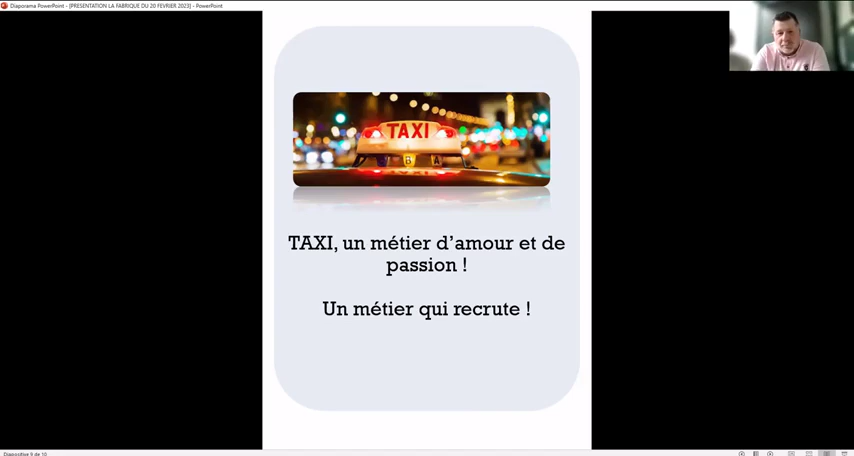 Diaporama PowerPoint - [PRESENTATION LA FABRIQUE DU 20 FEVRIER 2023] - PowerPoint
TAXI
B A
TAXI, un métier d'amour et de
passion !
Un métier qui recrute !
Diapositive 9 de 10